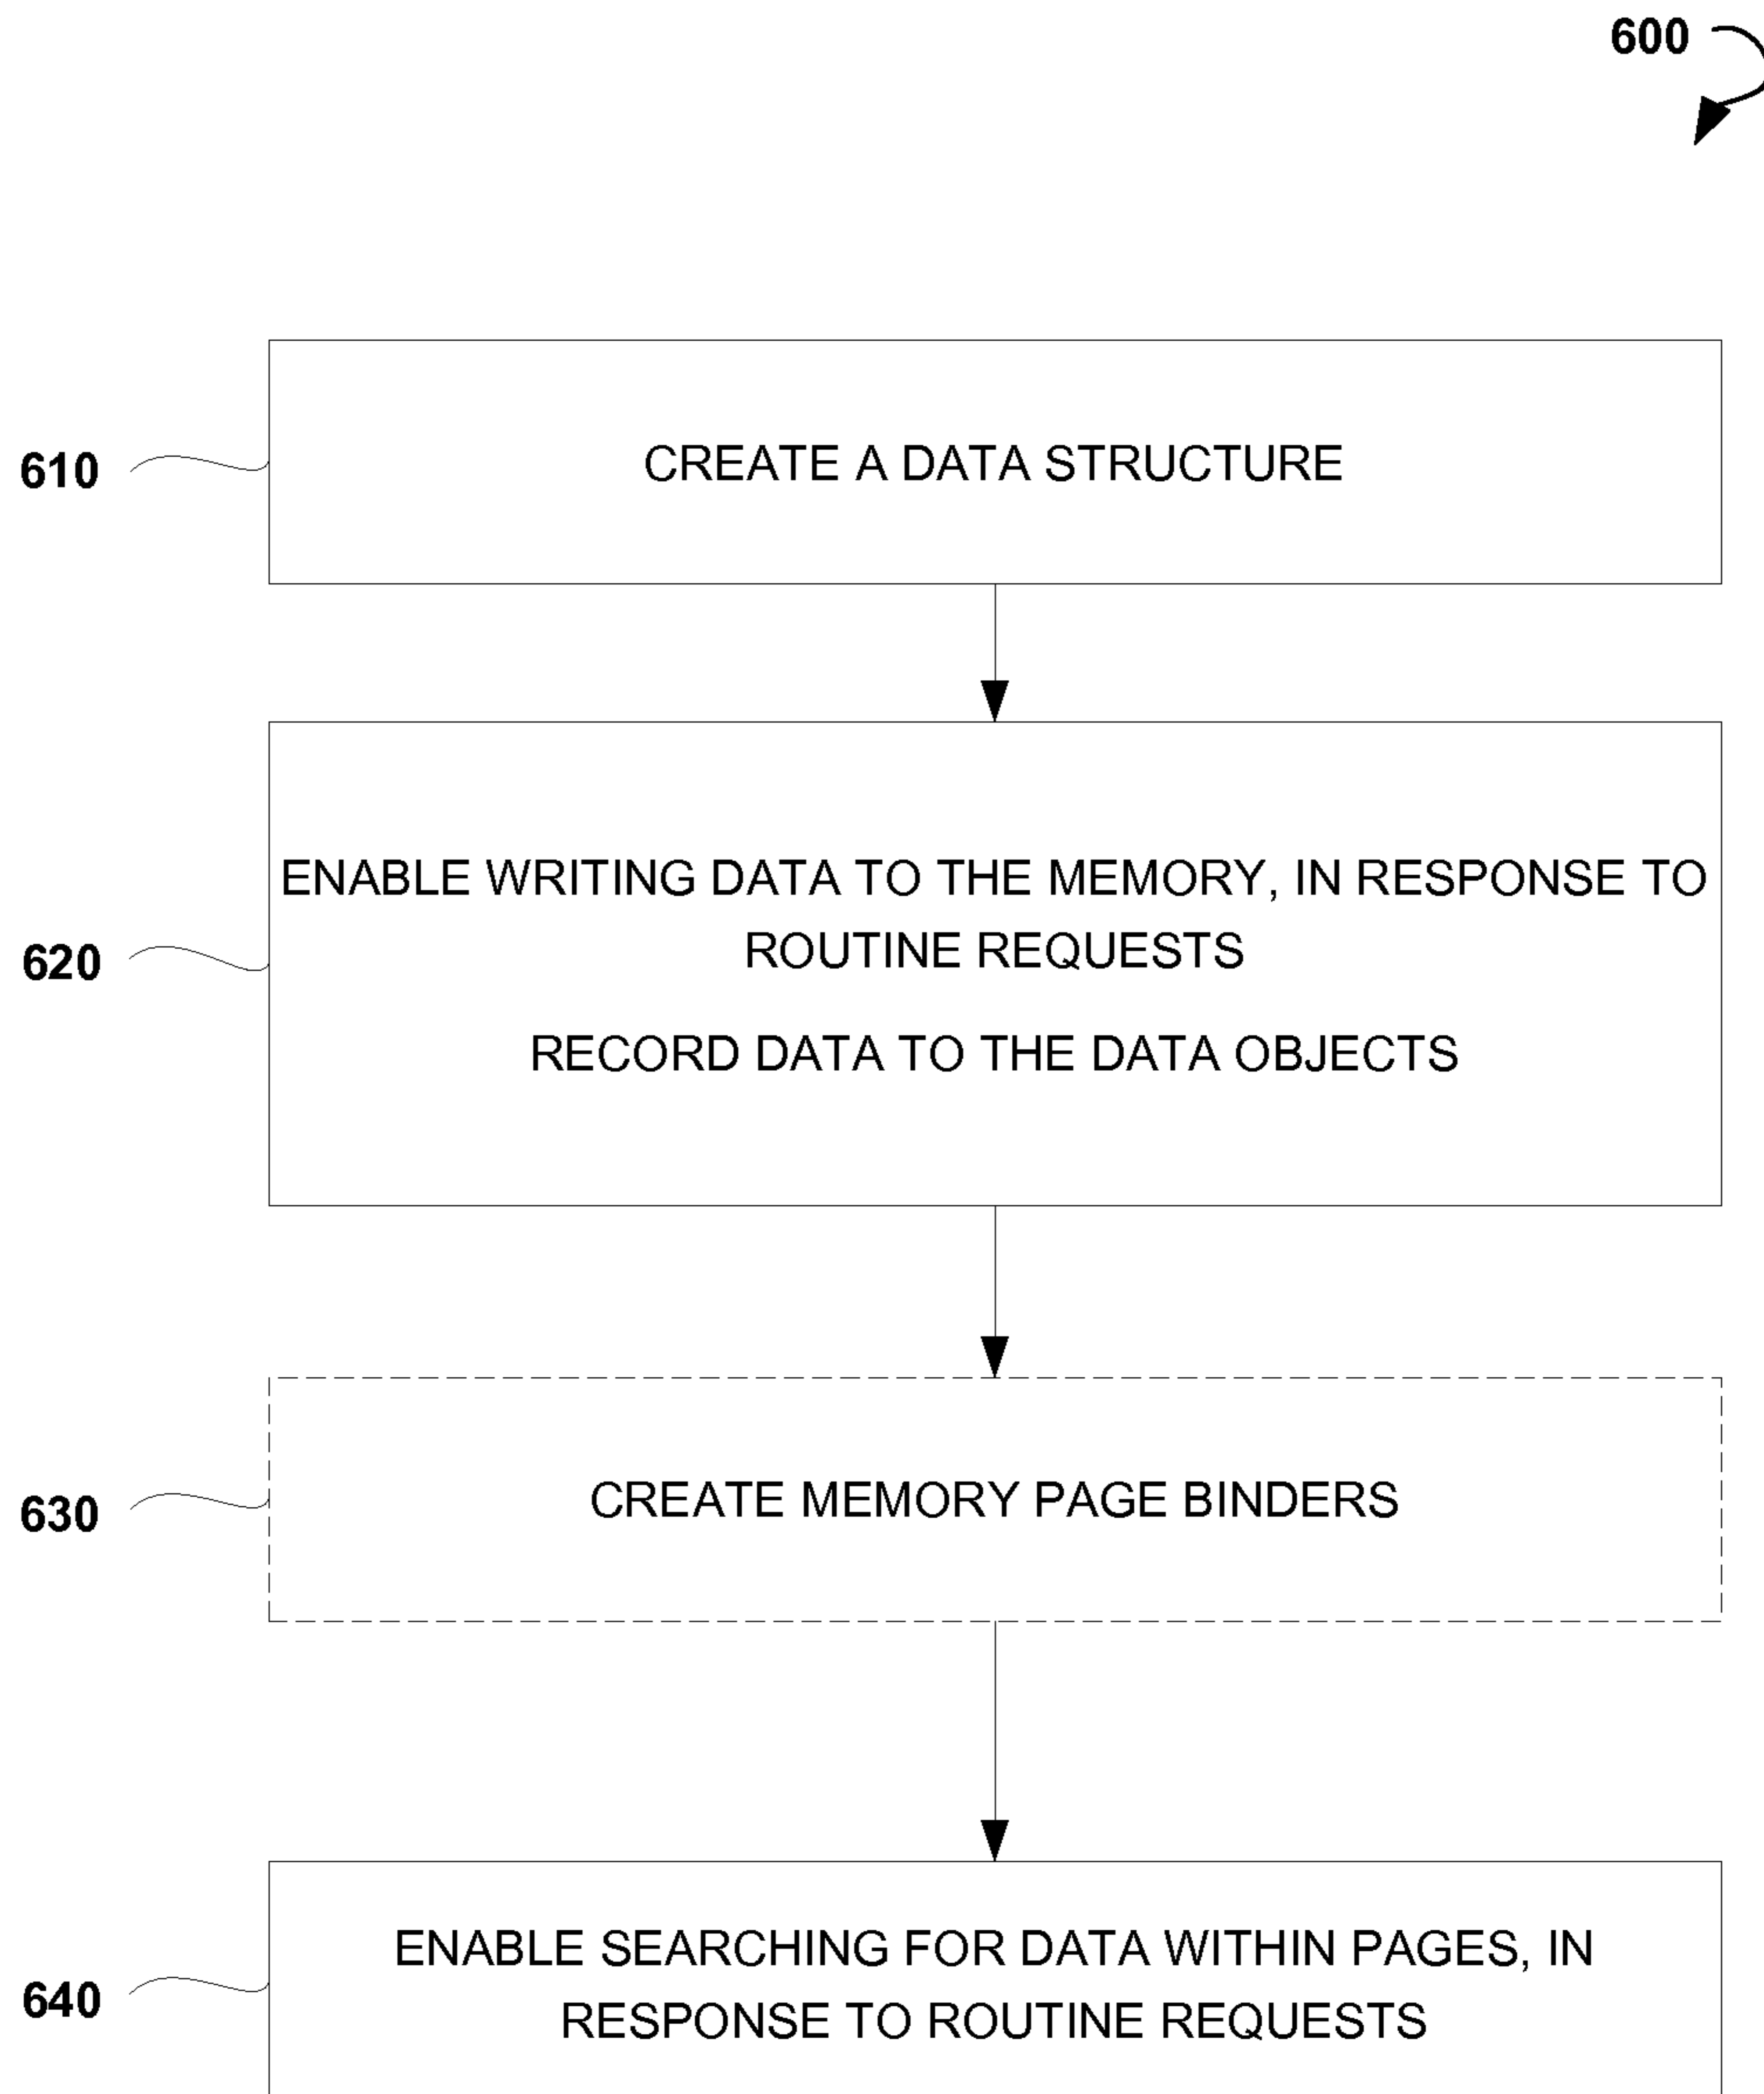 600
610
CREATE A DATA STRUCTURE
620
ENABLE WRITING DATA TO THE MEMORY, IN RESPONSE TO
ROUTINE REQUESTS
RECORD DATA TO THE DATA OBJECTS
630
CREATE MEMORY PAGE BINDERS
640
ENABLE SEARCHING FOR DATA WITHIN PAGES, IN
RESPONSE TO ROUTINE REQUESTS